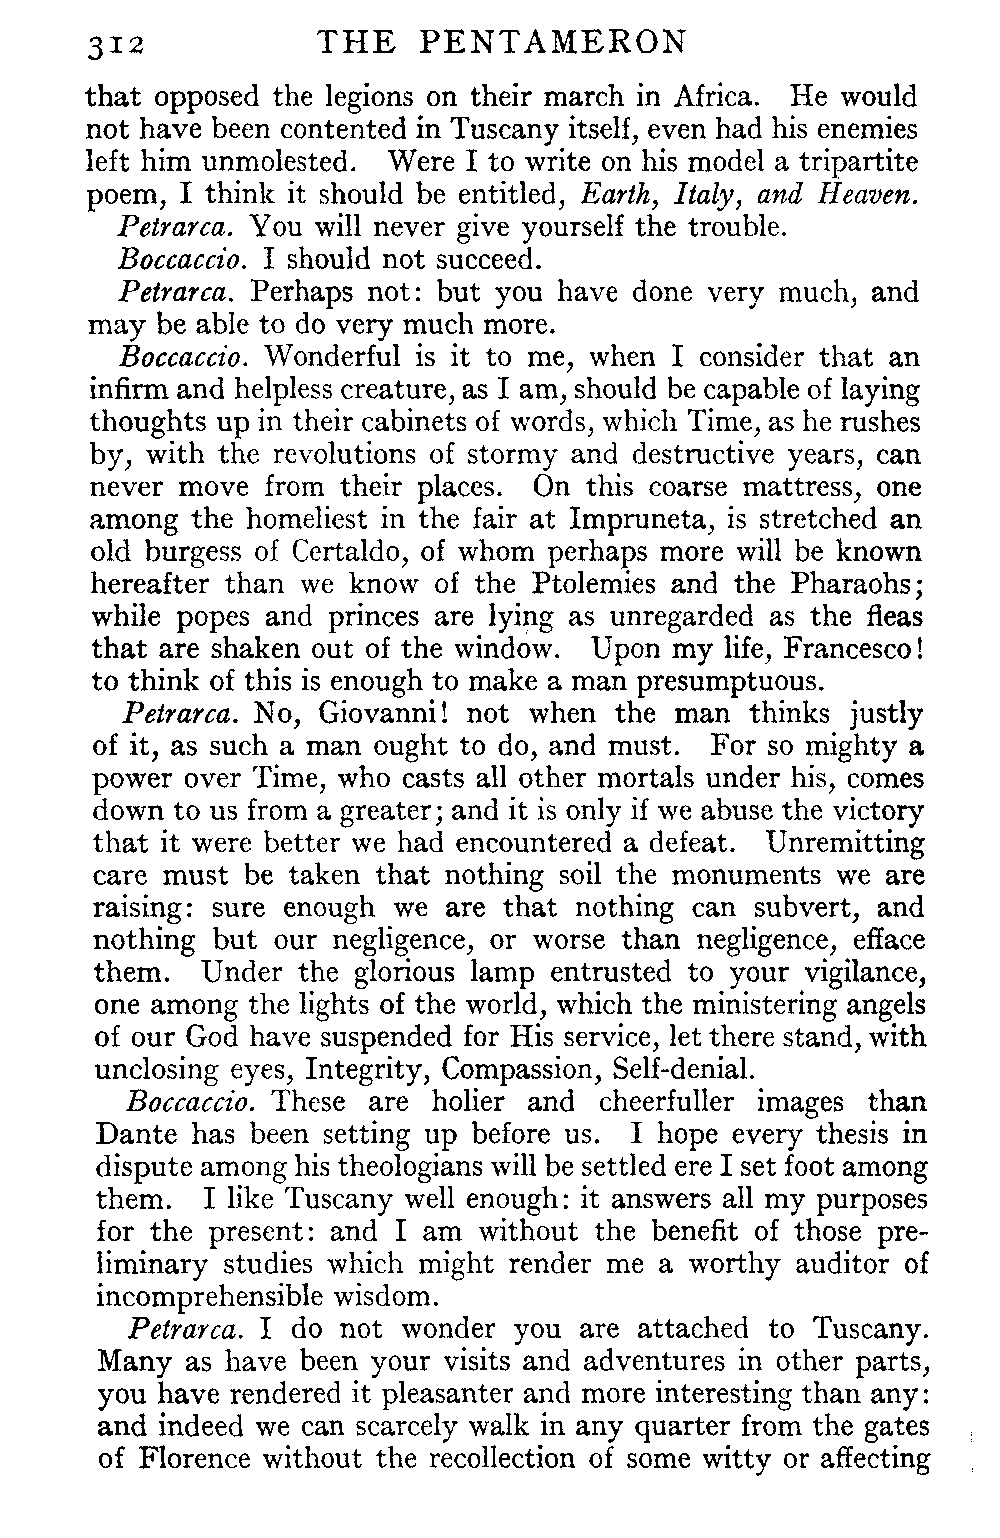 312 THE PENTAMERON
that opposed the legions on their march in Africa. He would
not have been contented in Tuscany itself, even had his enemies
left him unmolested. Were I to write on his model a tripartite
poem, I think it should be entitled, Earth, Italy, and Heaven.
Petrarca. You will never give yourself the trouble.
Boccaccio. I should not succeed.
Petrarca. Perhaps not: but you have done very much, and
may be able to do very much more.
Boccaccio. Wonderful is it to me, when I consider that an
infirm and helpless creature, as I am, should be capable of laying
thoughts up in their cabinets of words, which Time, as he rushes
by, with the revolutions of stormy and destructive years, can
never move from their places. On this coarse mattress, one
among the homeliest in the fair at Impruneta, is stretched an
old burgess of Certaldo, of whom perhaps more will be known
hereafter than we know of the Ptolemies and the Pharaohs;
while popes and princes are lying as unregarded as the fleas
that are shaken out of the window. Upon my life, Francesco!
to think of this is enough to make a man presumptuous.
Petrarca. No, Giovanni! not when the man thinks justly
of it, as such a man ought to do, and must. For so mighty a
power over Time, who casts all other mortals under his, comes
down to us from a greater; and it is only if we abuse the victory
that it were better we had encountered a defeat. Unremitting
care must be taken that nothing soil the monuments we are
raising: sure enough we are that nothing can subvert, and
nothing but our negligence, or worse than negligence, efface
them. Under the glorious lamp entrusted to your vigilance,
one among the lights of the world, which the ministering angels
of our God have suspended for His service, let there stand, with
unclosing eyes, Integrity, Compassion, Self-denial.
Boccaccio. These are holier and cheerfuller images than
Dante has been setting up before us. I hope every thesis in
dispute among his theologians will be settled ere I set foot among
them. I like Tuscany well enough: it answers all my purposes
for the present: and I am without the benefit of those pre-
liminary studies which might render me a worthy auditor of
incomprehensible wisdom.
Petrarca. I do not wonder you are attached to Tuscany.
Many as have been your visits and adventures in other parts,
you have rendered it pleasanter and more interesting than any:
and indeed we can scarcely walk in any quarter from the gates
of Florence without the recollection of some witty or affecting